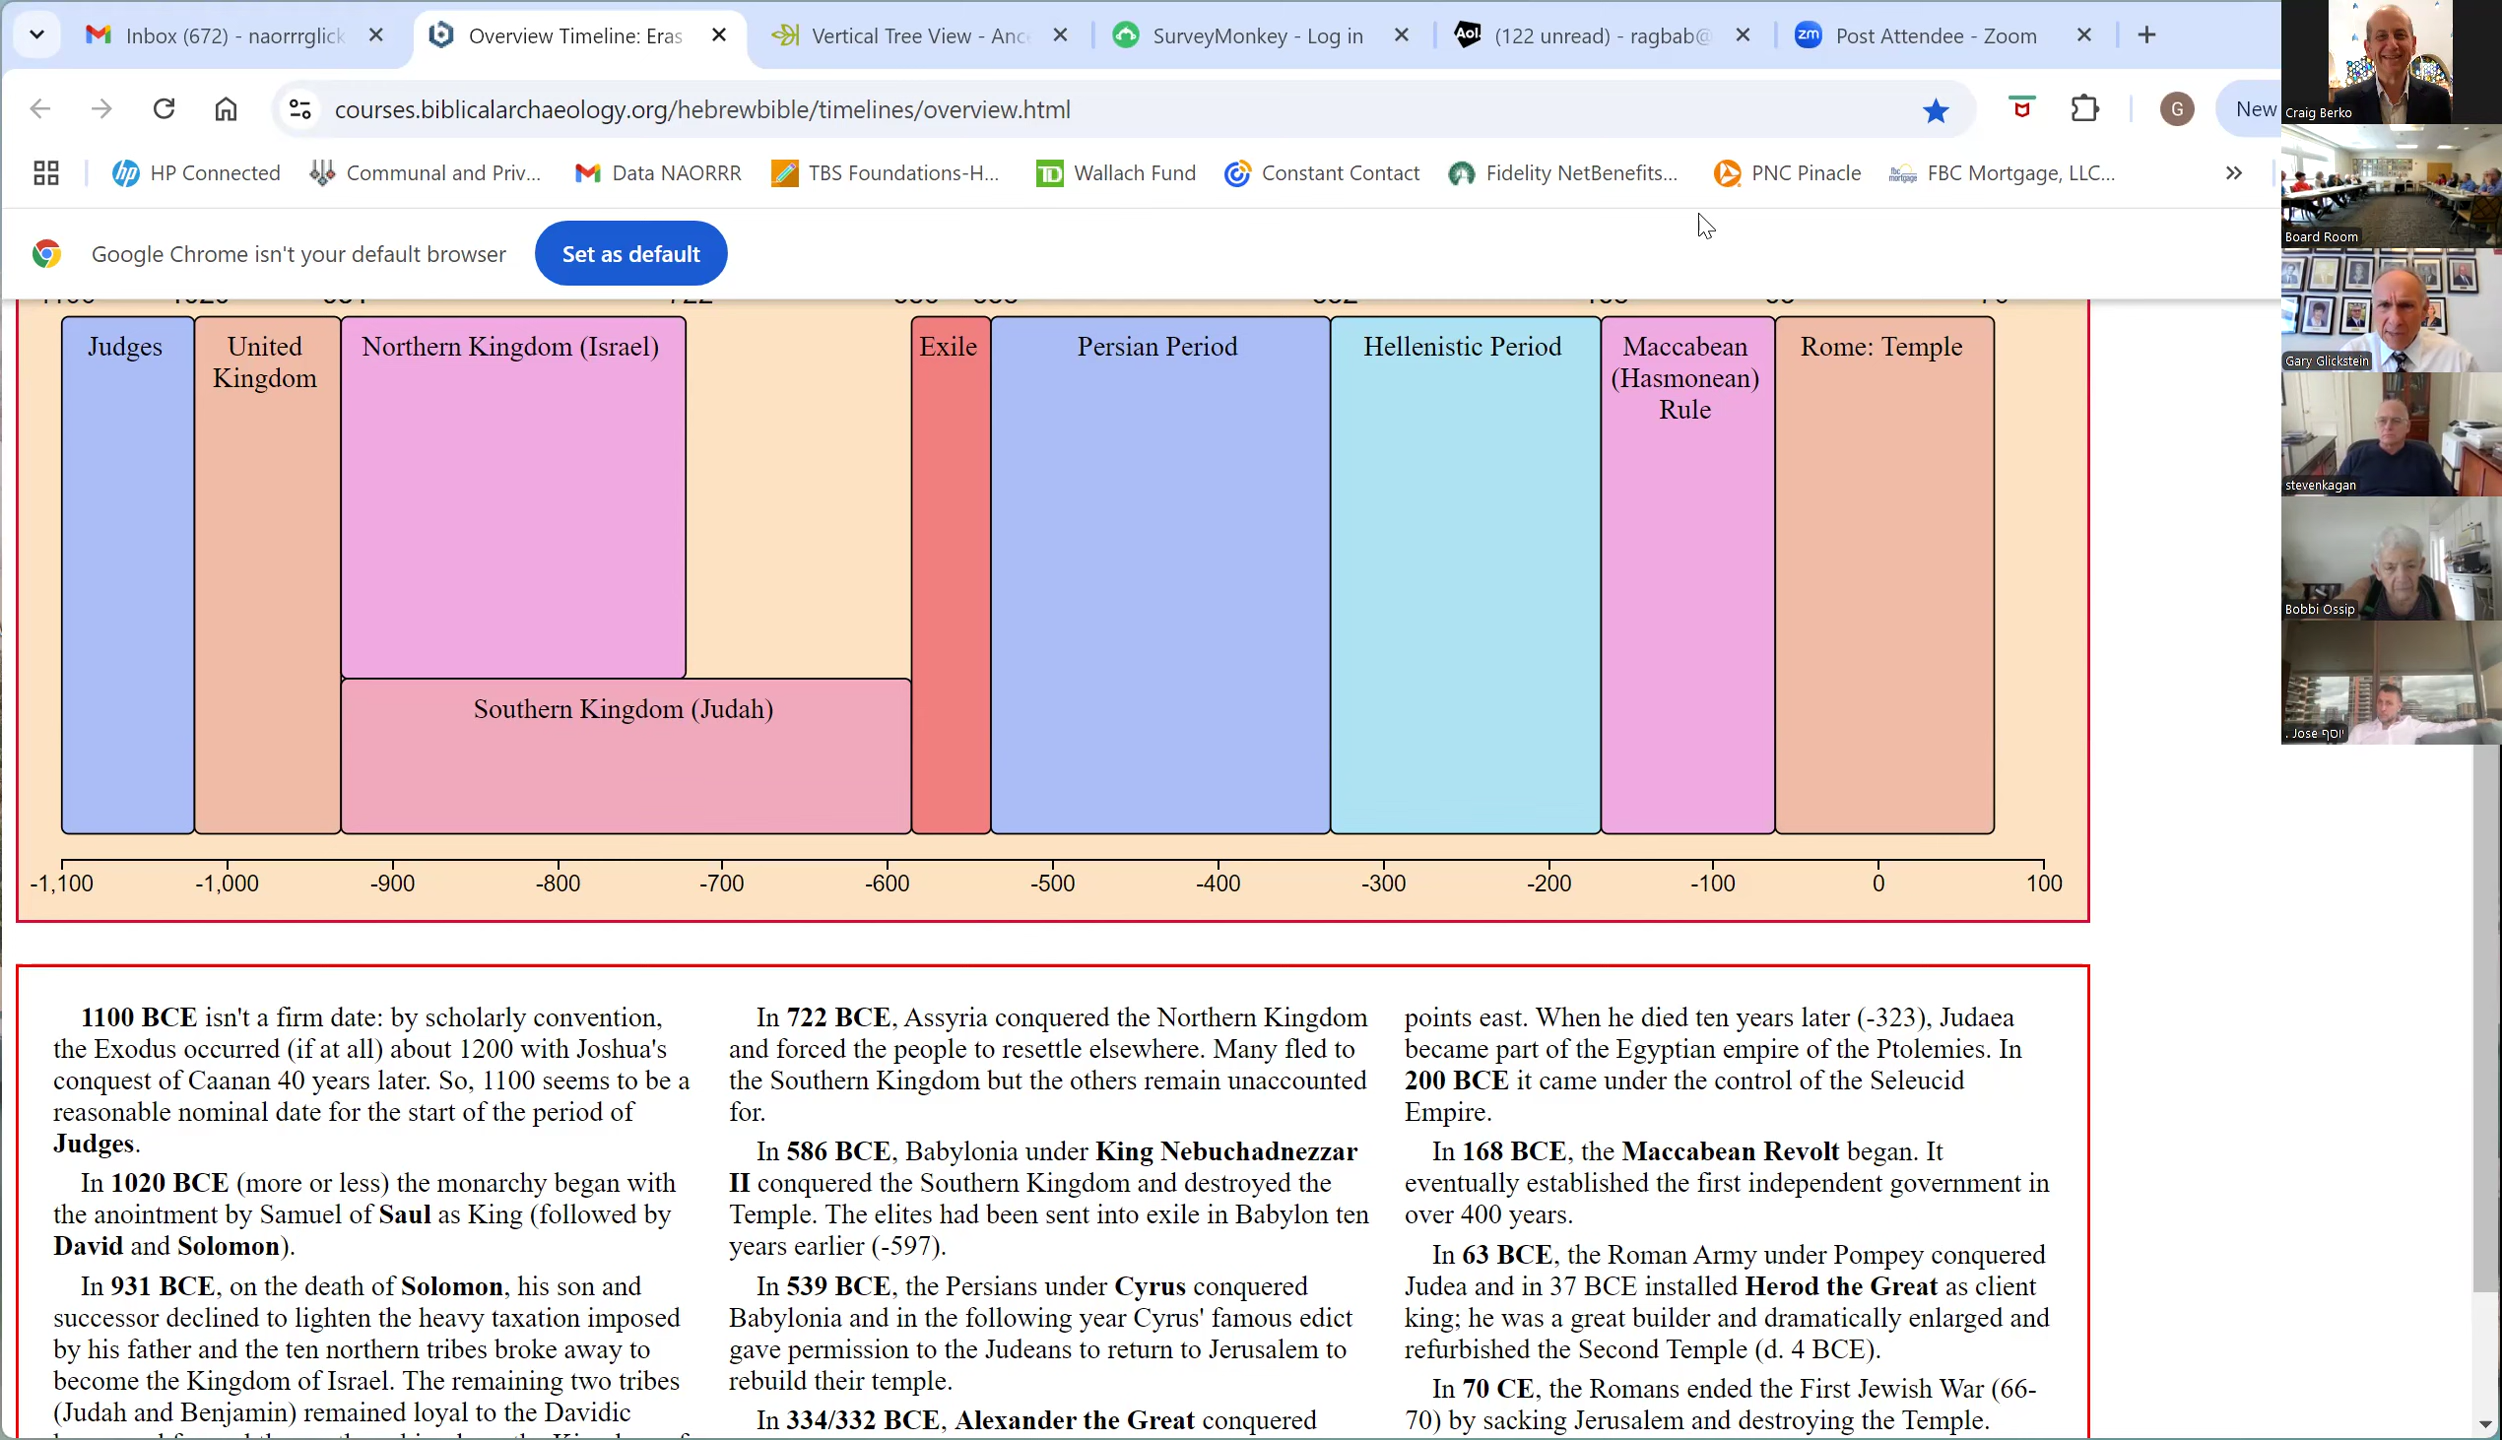 Inbox (672) - naorrrglick
Overview Timeline: Eras
Vertical Tree View - Anc
SurveyMonkey - Log in
Aol.
(122 unread) - ragbab@
zm
Post Attendee - Zoom
courses.biblicalarchaeology.org/hebrewbible/timelines/overview.html
G
New
HP Connected
Communal and Priv...
Data NAORRR
TBS Foundations-H...
Wallach Fund
Constant Contact
Fidelity NetBenefits...
PNC Pinacle
FBC Mortgage, LLC...
Google Chrome isn't your default browser
Set as default
Judges
United
Kingdom
Northern Kingdom (Israel)
Southern Kingdom (Judah)
Exile
Persian Period
Hellenistic Period
Maccabean
(Hasmonean)
Rule
Rome: Temple
-1,100
-1,000
-900
-800
-700
-600
-500
-400
-300
-200
-100
0
100
1100 BCE isn't a firm date: by scholarly convention,
the Exodus occurred (if at all) about 1200 with Joshua's
conquest of Caanan 40 years later. So, 1100 seems to be a
reasonable nominal date for the start of the period of
Judges.
In 1020 BCE (more or less) the monarchy began with
the anointment by Samuel of Saul as King (followed by
David and Solomon).
In 931 BCE, on the death of Solomon, his son and
successor declined to lighten the heavy taxation imposed
by his father and the ten northern tribes broke away to
become the Kingdom of Israel. The remaining two tribes
(Judah and Benjamin) remained loyal to the Davidic
In 722 BCE, Assyria conquered the Northern Kingdom
and forced the people to resettle elsewhere. Many fled to
the Southern Kingdom but the others remain unaccounted
for.
In 586 BCE, Babylonia under King Nebuchadnezzar
II conquered the Southern Kingdom and destroyed the
Temple. The elites had been sent into exile in Babylon ten
years earlier (-597).
In 539 BCE, the Persians under Cyrus conquered
Babylonia and in the following year Cyrus' famous edict
gave permission to the Judeans to return to Jerusalem to
rebuild their temple.
In 334/332 BCE, Alexander the Great conquered
points east. When he died ten years later (-323), Judaea
became part of the Egyptian empire of the Ptolemies. In
200 BCE it came under the control of the Seleucid
Empire.
In 168 BCE, the Maccabean Revolt began. It
eventually established the first independent government in
over 400 years.
In 63 BCE, the Roman Army under Pompey conquered
Judea and in 37 BCE installed Herod the Great as client
king; he was a great builder and dramatically enlarged and
refurbished the Second Temple (d. 4 BCE).
In 70 CE, the Romans ended the First Jewish War (66-
70) by sacking Jerusalem and destroying the Temple.
Craig Berko
Board Room
Gary Glickstein
stevenkagan
Bobbi Ossip
. Jose יוסף